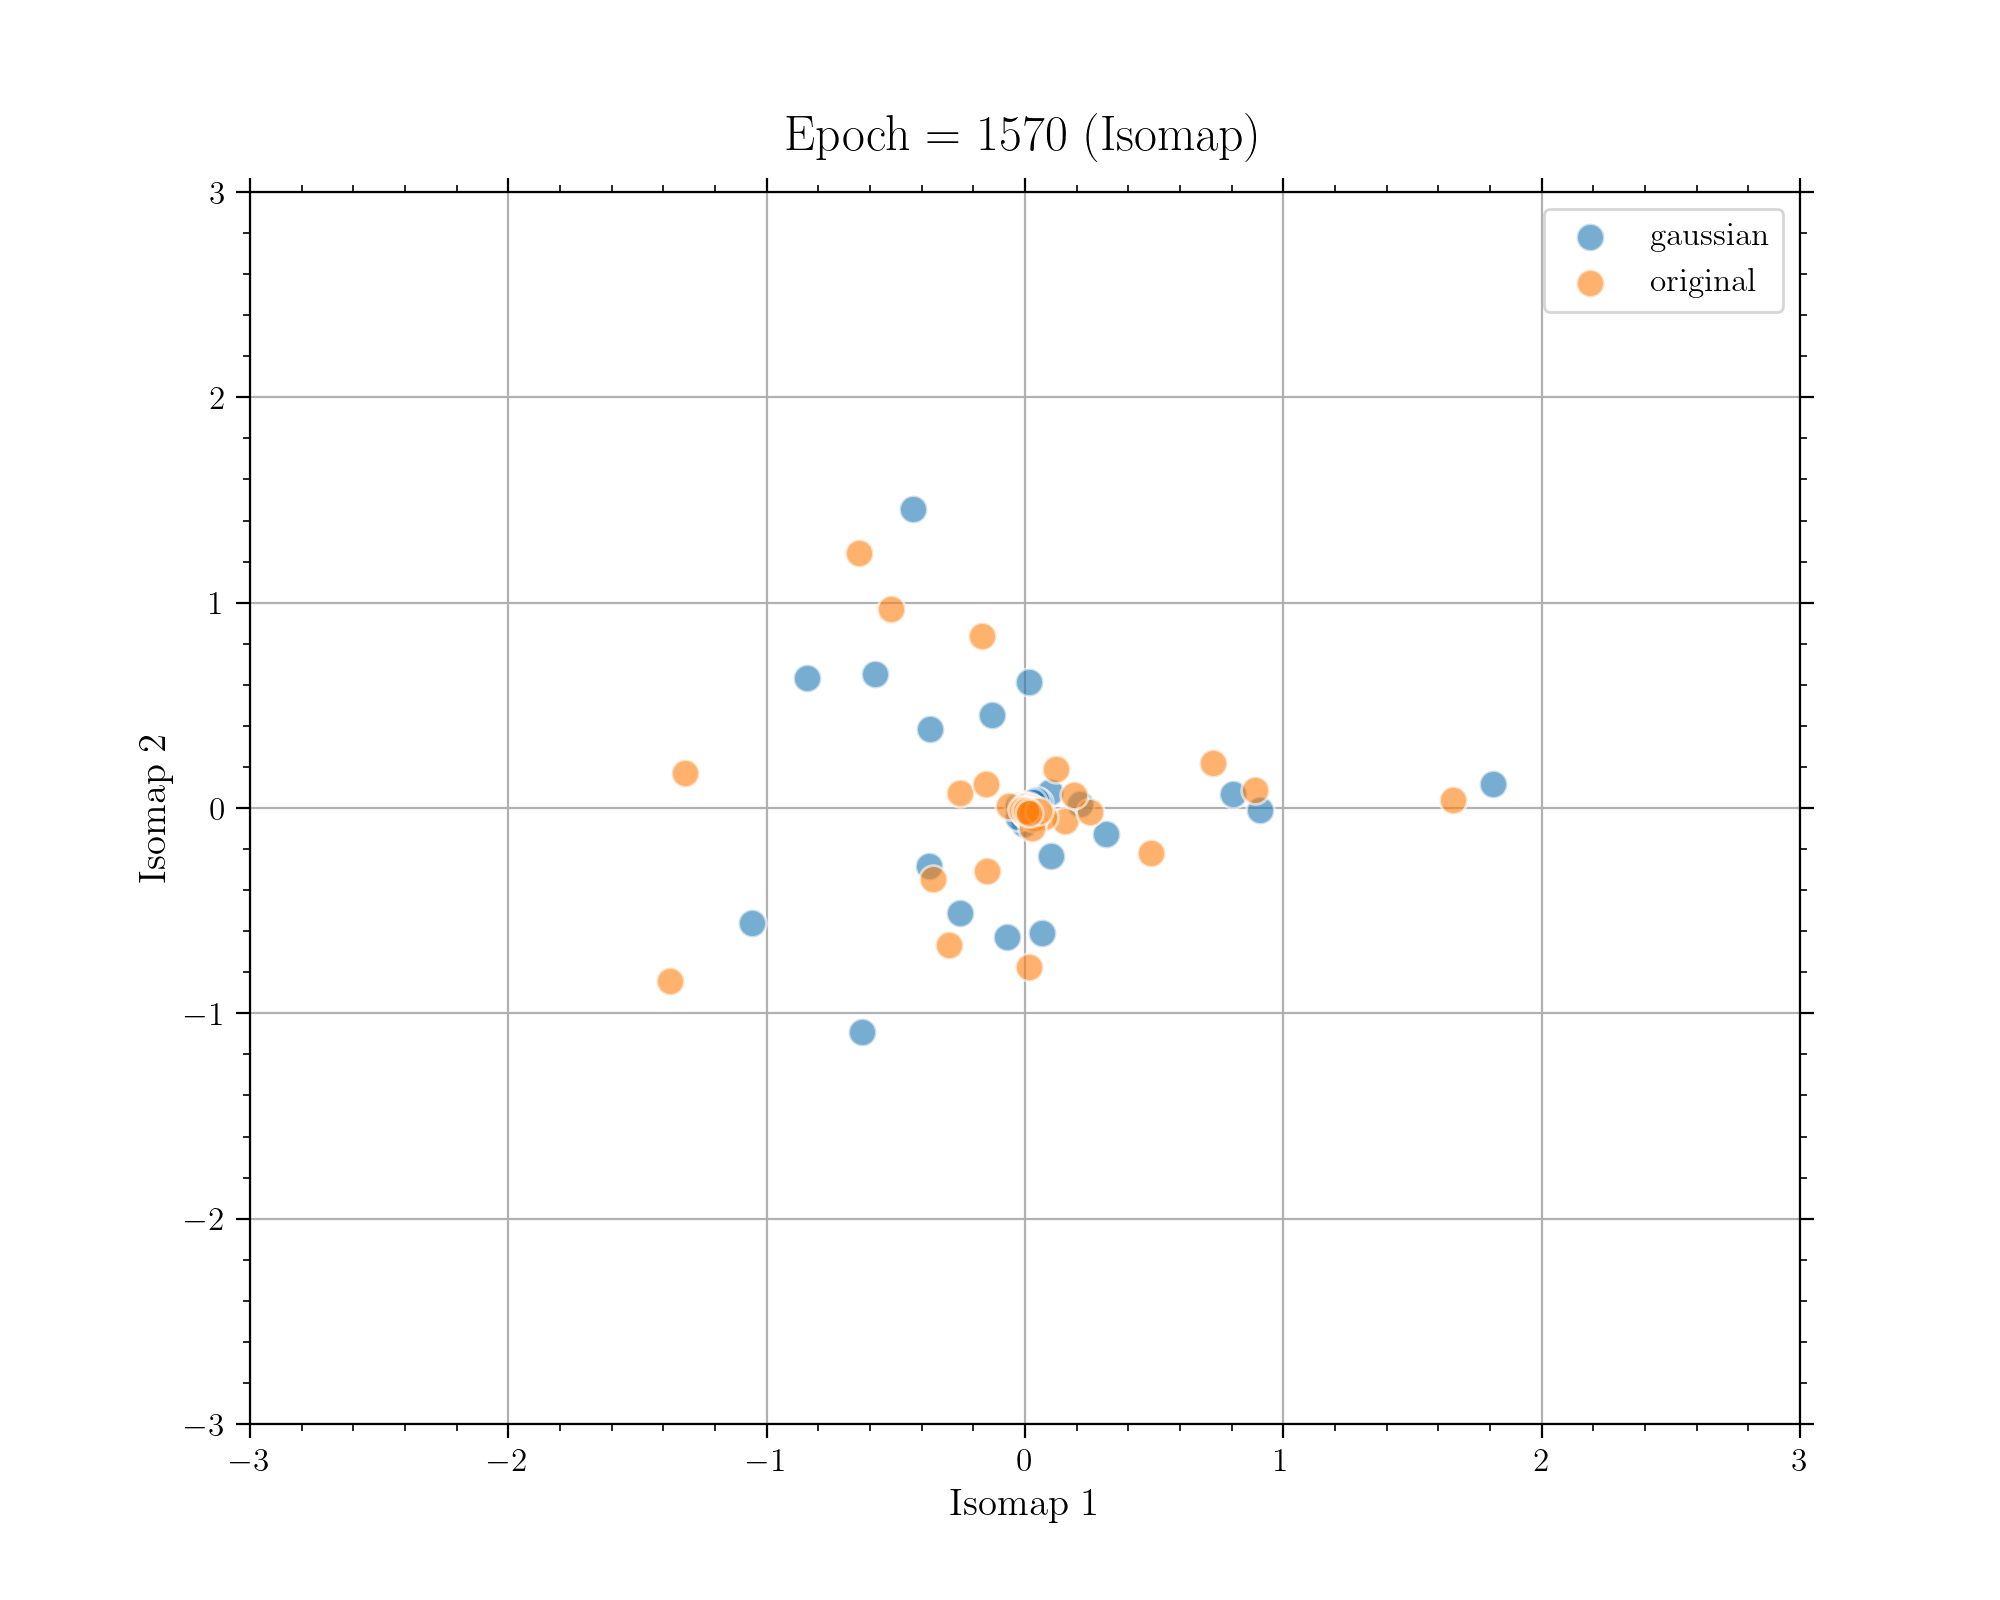 Epoch = 1570 (Isomap)
gaussian
original
3
2
1
0
−1
−2
−3
Isomap 2
−3
−2
−1
0
1
2
3
Isomap 1